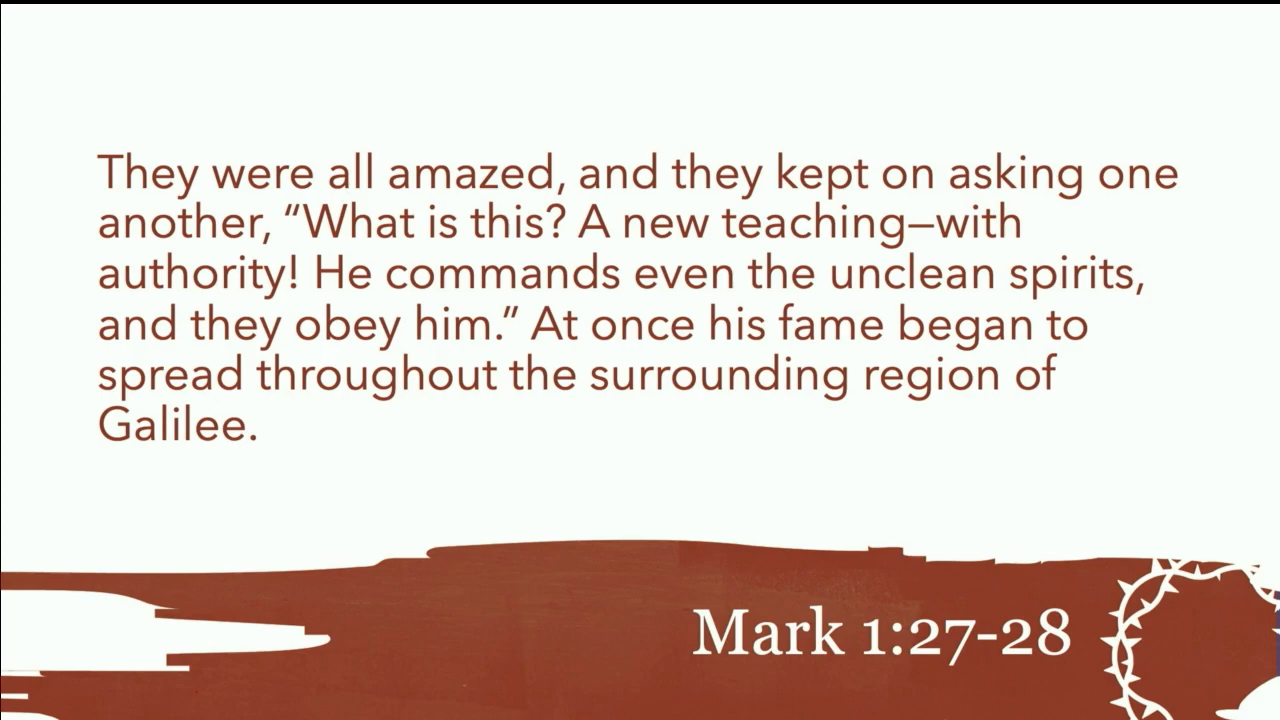 They were all amazed, and they kept on asking one
another, “What is this? A new teaching—with
authority! He commands even the unclean spirits,
and they obey him.” At once his fame began to
spread throughout the surrounding region of
Galilee.
Mark 1:27-28